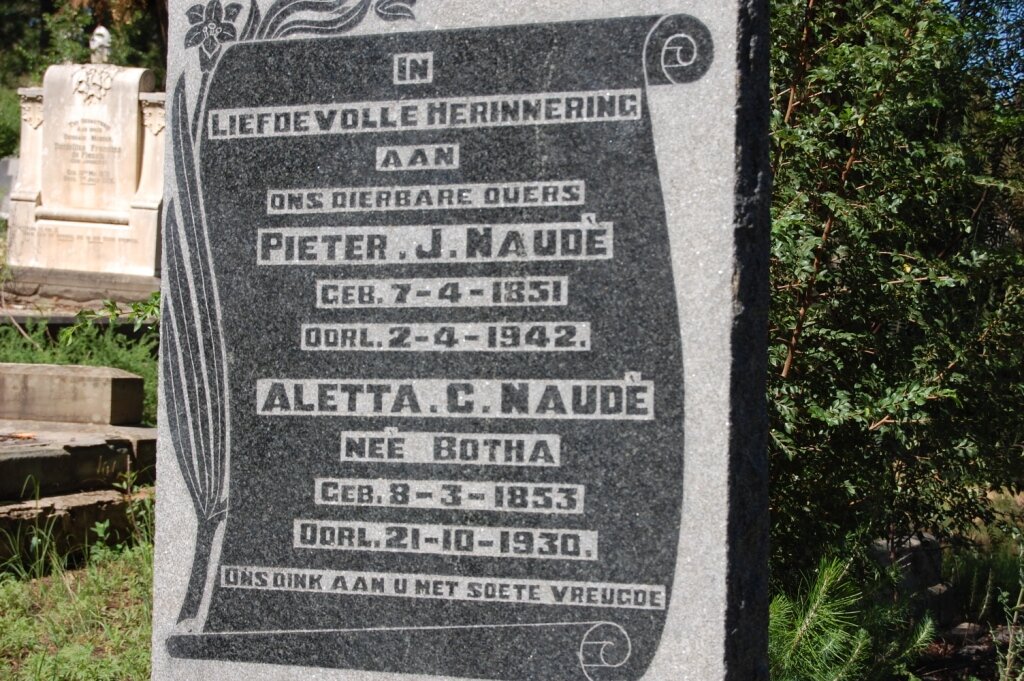 IN
LIEFDEVOLLE HERINNERING
AAN
ONS DIERBARE OUERS
PIETER. J. NAUDÈ
GEB. 7-4-1851
OORL. 2-4-1942.
ALETTA. C. NAUDÈ
NEË BOTHA
GEB. 8-3-1853
OORL. 21-10-1930.
ONS DINK AAN U MET SOETE VREUGDE